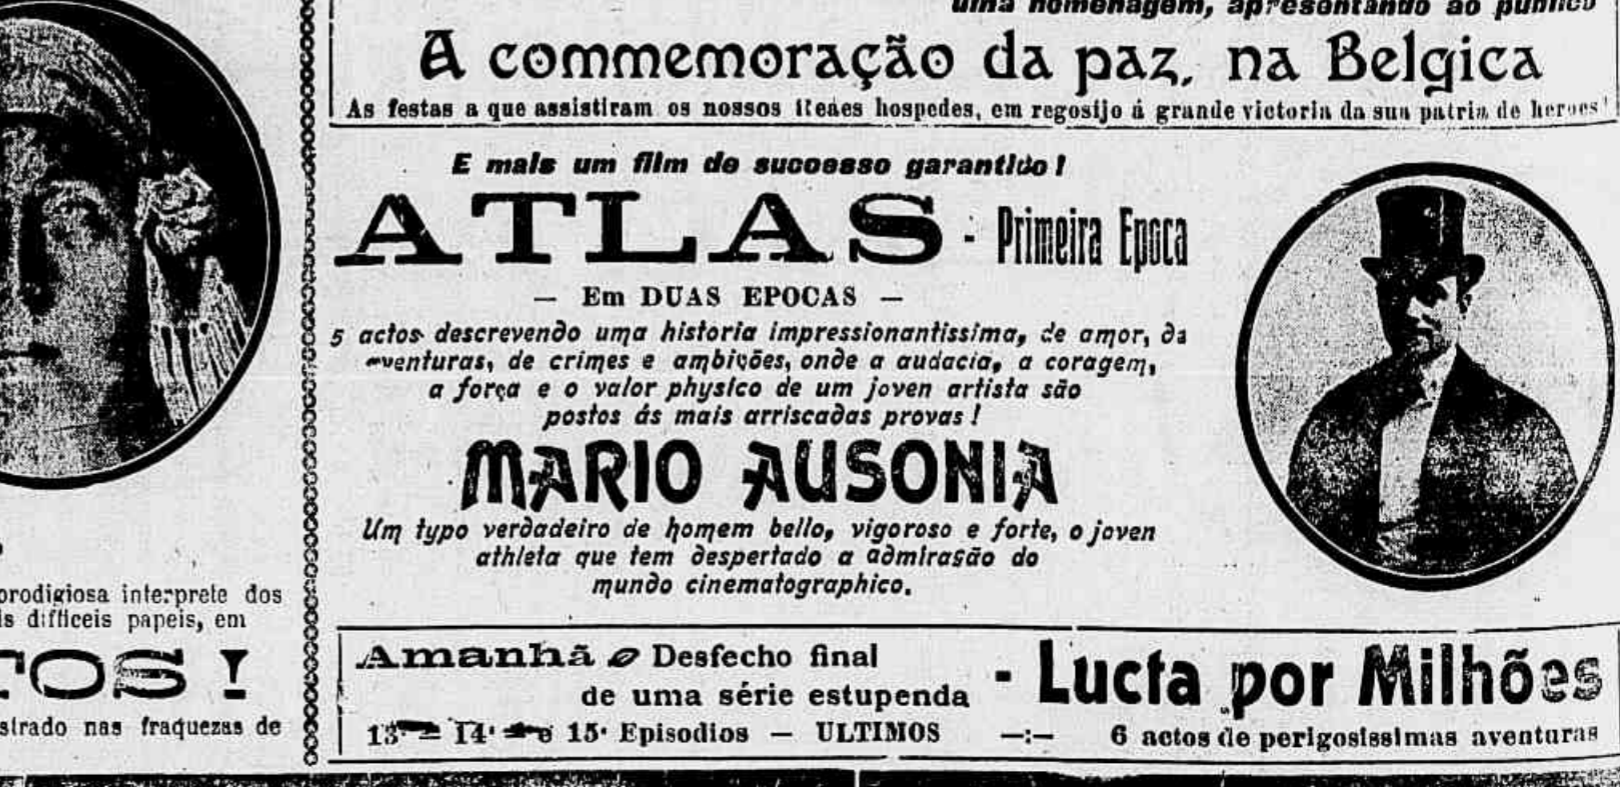 uma homenagem, apresentando ao publico
A commemoração da paz, na Belgica
As festas a que assistiram os nossos Reaes hospedes, em regosijo á grande victoria da sua patria de heroes!
E mais um film de successo garantido!
ATLAS - Primeira Epoca
— Em DUAS EPOCAS —
5 actos descrevendo uma historia impressionantissima, de amor, da
aventuras, de crimes e ambições, onde a audacia, a coragem,
a força e o valor physico de um joven artista são
postos ás mais arriscadas provas!
MARIO AUSONIA
Um typo verdadeiro de homem bello, vigoroso e forte, o joven
athleta que tem despertado a admiração do
mundo cinematographico.
prodigiosa interprete dos
difficeis papeis, em
TOS!
strado nas fraquezas de
Amanhã Desfecho final
de uma série estupenda
13 14 15 Episodios — ULTIMOS —:—
- Lucta por Milhões
6 actos de perigosissimas aventuras